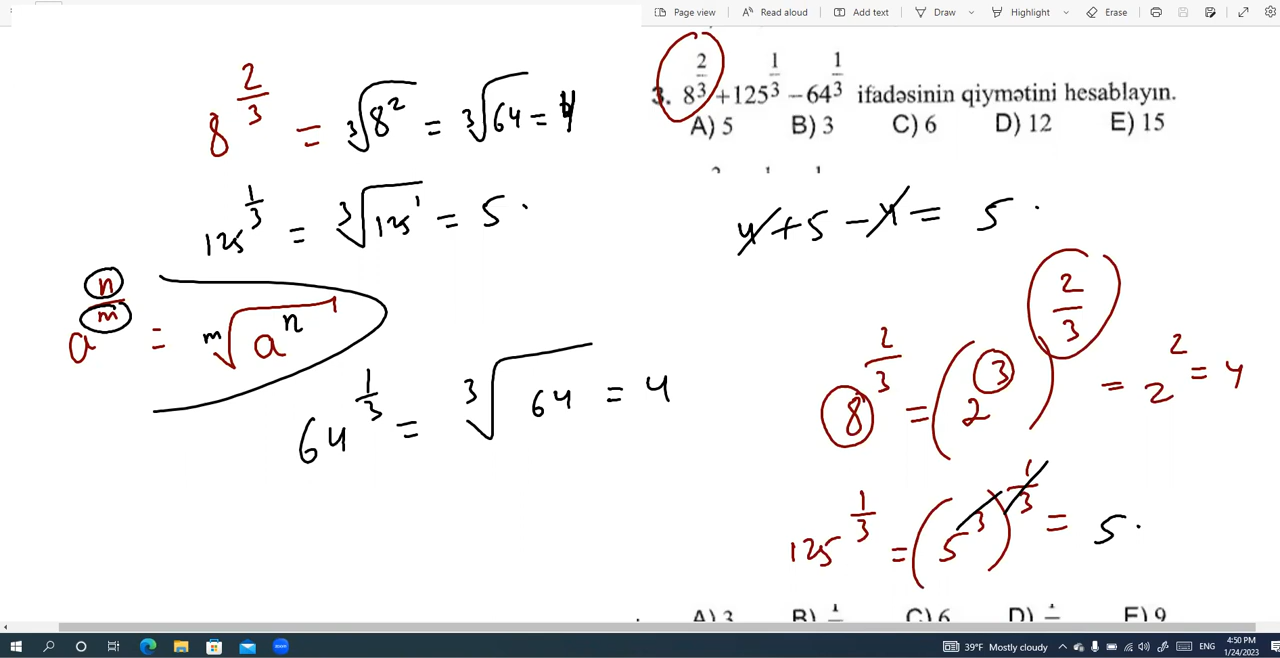 Page view Read aloud Add text Draw Highlight Erase
3. 8^(2/3) + 125^(1/3) − 64^(1/3) ifadəsinin qiymətini hesablayın.
A) 5 B) 3 C) 6 D) 12 E) 15
8^(2/3) = ∛8² = ∛64 = 4
125^(1/3) = ∛125¹ = 5.
a^(n/m) = ᵐ√aⁿ
64^(1/3) = ∛64 = 4
4 + 5 − 4 = 5.
8^(2/3) = (2³)^(2/3) = 2² = 4
125^(1/3) = (5³)^(1/3) = 5.
A) 3 B) C) 6 D) E) 9
39°F Mostly cloudy ENG 4:50 PM
1/24/2023